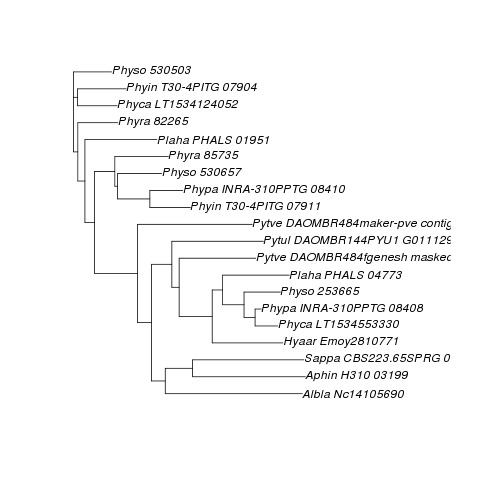 Physo 530503
Phyin T30-4PITG 07904
Phyca LT1534124052
Phyra 82265
Plaha PHALS 01951
Phyra 85735
Physo 530657
Phypa INRA-310PPTG 08410
Phyin T30-4PITG 07911
Pytve DAOMBR484maker-pve contig
Pytul DAOMBR144PYU1 G011129
Pytve DAOMBR484fgenesh masked
Plaha PHALS 04773
Physo 253665
Phypa INRA-310PPTG 08408
Phyca LT1534553330
Hyaar Emoy2810771
Sappa CBS223.65SPRG 0
Aphin H310 03199
Albla Nc14105690